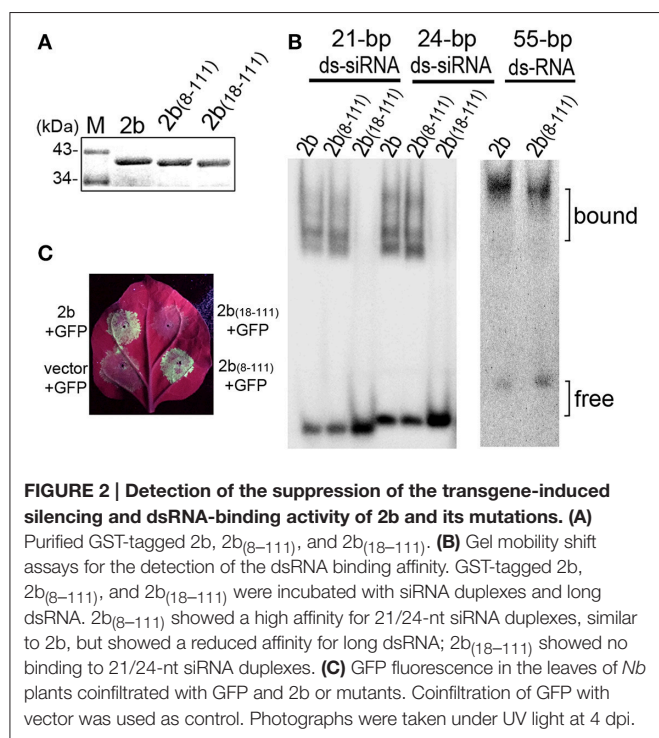 A
(kDa) M 2b 2b(8-111) 2b(18-111)
43-
34-
B
21-bp 24-bp 55-bp
ds-siRNA ds-siRNA ds-RNA
2b 2b(8-111) 2b(18-111) 2b 2b(8-111) 2b(18-111) 2b 2b(8-111)
bound
free
C
2b
+GFP
2b(18-111)
+GFP
vector
+GFP
2b(8-111)
+GFP
FIGURE 2 | Detection of the suppression of the transgene-induced
silencing and dsRNA-binding activity of 2b and its mutations. (A)
Purified GST-tagged 2b, 2b(8–111), and 2b(18–111). (B) Gel mobility shift
assays for the detection of the dsRNA binding affinity. GST-tagged 2b,
2b(8–111), and 2b(18–111) were incubated with siRNA duplexes and long
dsRNA. 2b(8–111) showed a high affinity for 21/24-nt siRNA duplexes, similar
to 2b, but showed a reduced affinity for long dsRNA; 2b(18–111) showed no
binding to 21/24-nt siRNA duplexes. (C) GFP fluorescence in the leaves of Nb
plants coinfiltrated with GFP and 2b or mutants. Coinfiltration of GFP with
vector was used as control. Photographs were taken under UV light at 4 dpi.